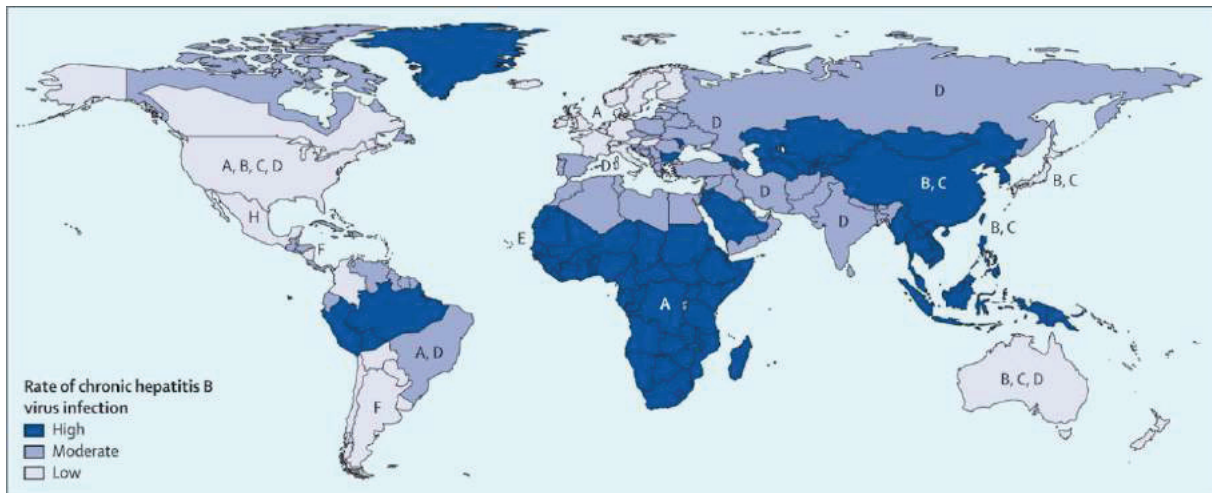 D
A
D
A, B, C, D
D
D
B, C
B, C
H
D
B, C
E
F
A
A, D
B, C, D
F
Rate of chronic hepatitis B
virus infection
High
Moderate
Low